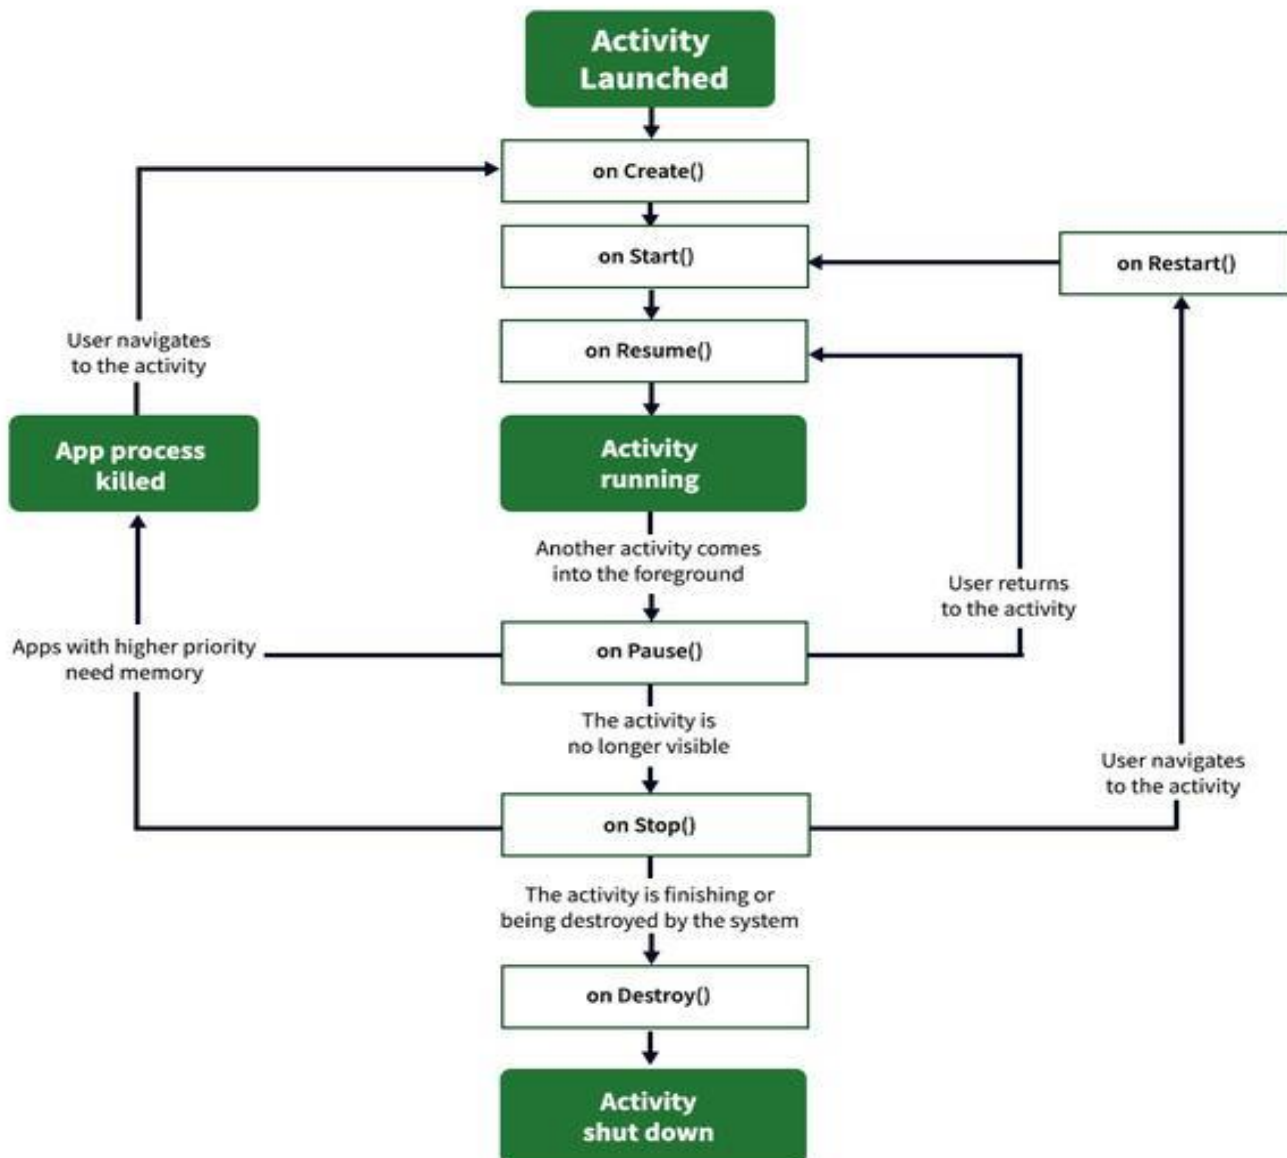 Activity
Launched
on Create()
on Start()
on Restart()
User navigates
to the activity
on Resume()
App process
killed
Activity
running
Another activity comes
into the foreground
User returns
to the activity
Apps with higher priority
need memory
on Pause()
The activity is
no longer visible
User navigates
to the activity
on Stop()
The activity is finishing or
being destroyed by the system
on Destroy()
Activity
shut down